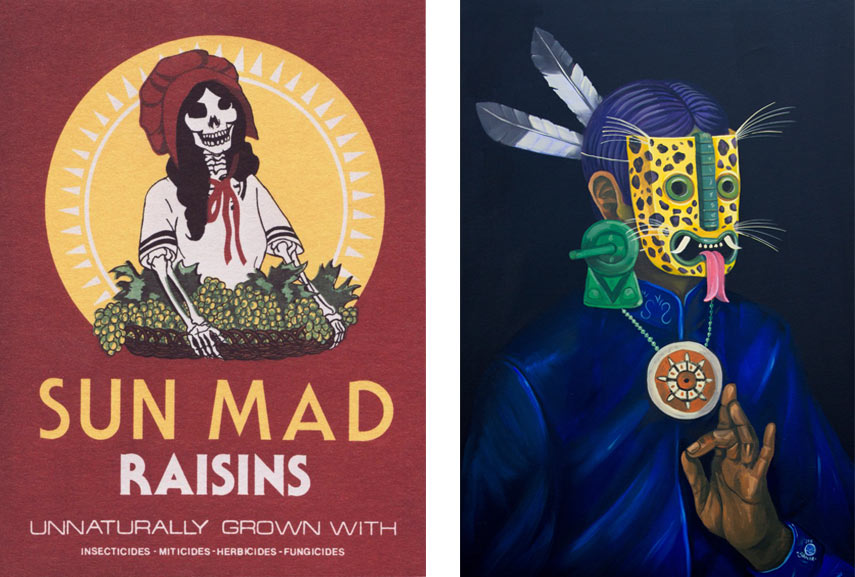 SUN MAD
RAISINS
UNNATURALLY GROWN WITH
INSECTICIDES - MITICIDES - HERBICIDES - FUNGICIDES